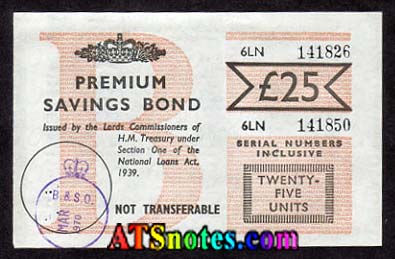 6LN 141826
PREMIUM
SAVINGS BOND
£25
Issued by the Lords Commissioners of
H.M. Treasury under
Section One of the
National Loans Act,
1939.
6LN 141850
SERIAL NUMBERS
INCLUSIVE
TWENTY-
FIVE
UNITS
B & S.O.
MAR
1970
NOT TRANSFERABLE
ATSnotes.com